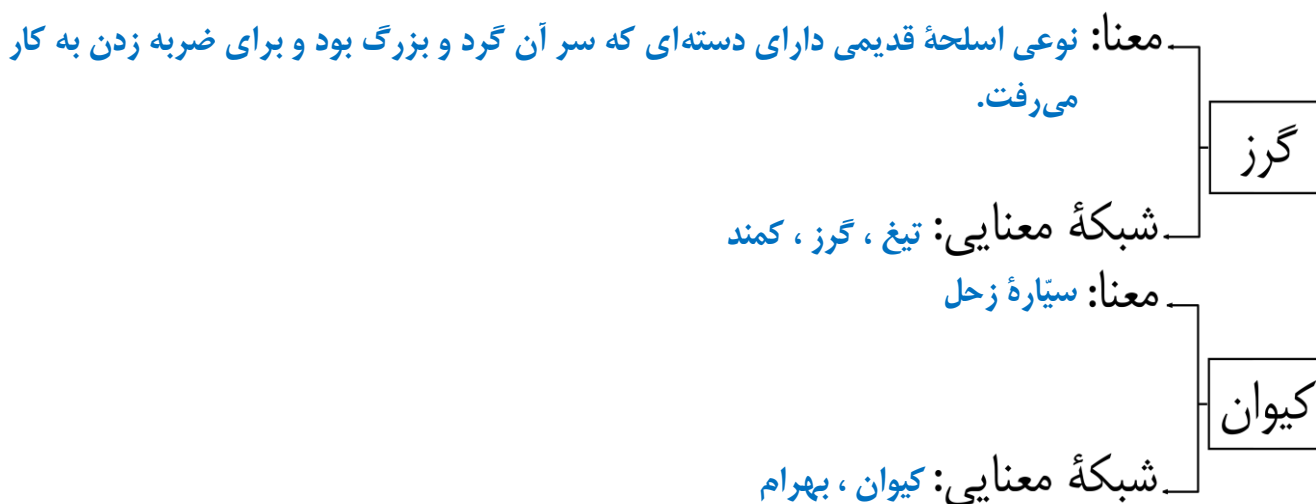 معنا: نوعی اسلحهٔ قدیمی دارای دسته‌ای که سر آن گرد و بزرگ بود و برای ضربه زدن به کار
می‌رفت.
گرز
شبکهٔ معنایی: تیغ ، گرز ، کمند
معنا: سیّارهٔ زحل
کیوان
شبکهٔ معنایی: کیوان ، بهرام